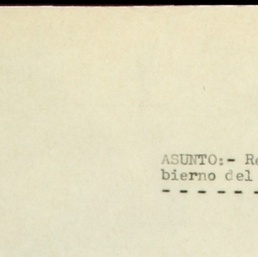 ASUNTO:- Re
bierno del
- - - - - -